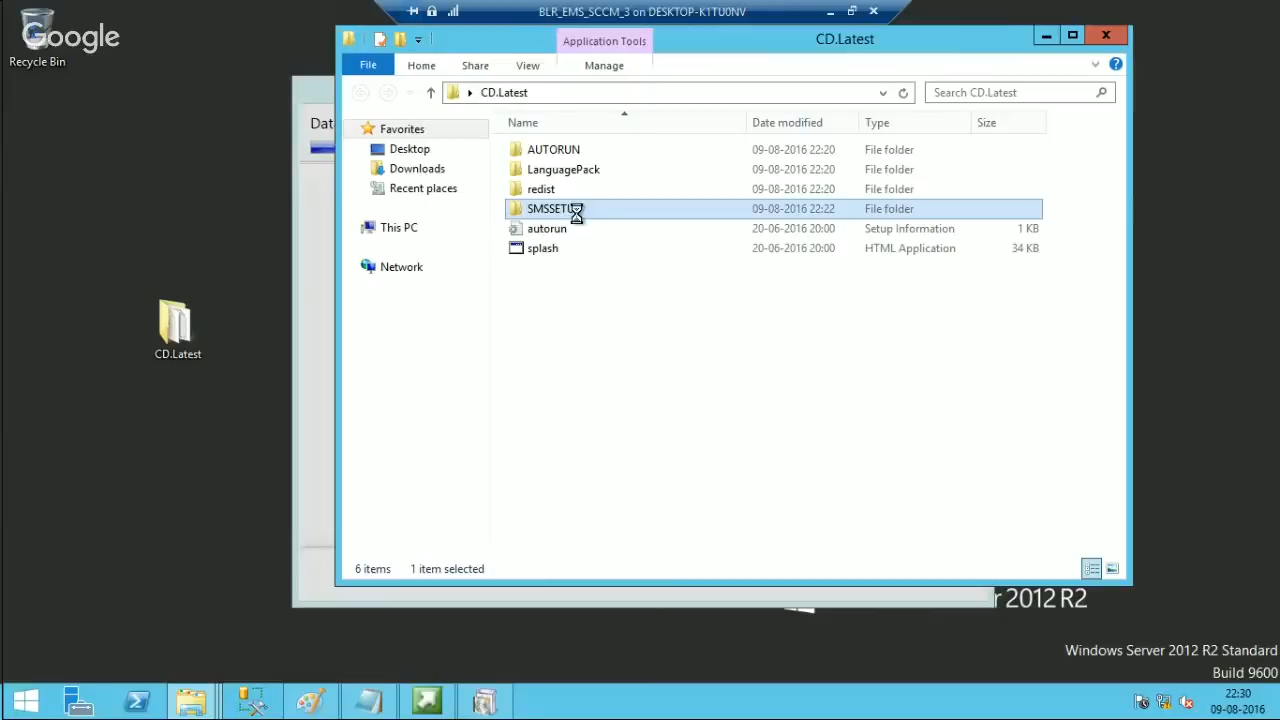 BLR_EMS_SCCM_3 on DESKTOP-K1TU0NV
Google
Recycle Bin
Application Tools
CD.Latest
File Home Share View Manage
CD.Latest
Search CD.Latest
Dat
Name Date modified Type Size
Favorites
Desktop
Downloads
Recent places
This PC
Network
AUTORUN 09-08-2016 22:20 File folder
LanguagePack 09-08-2016 22:20 File folder
redist 09-08-2016 22:20 File folder
SMSSETUP 09-08-2016 22:22 File folder
autorun 20-06-2016 20:00 Setup Information 1 KB
splash 20-06-2016 20:00 HTML Application 34 KB
CD.Latest
6 items 1 item selected
r 2012 R2
Windows Server 2012 R2 Standard
Build 9600
22:30
09-08-2016